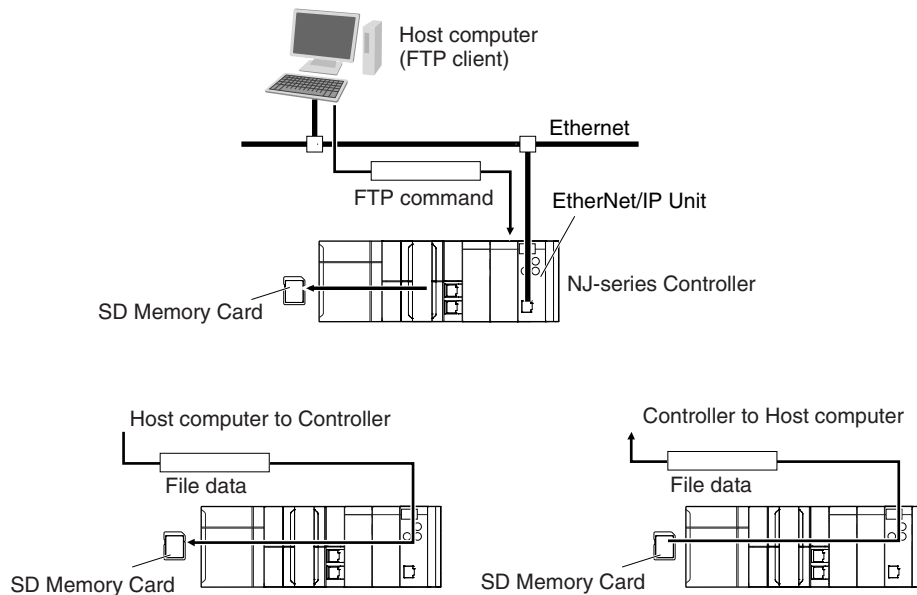 Host computer
(FTP client)
Ethernet
FTP command
EtherNet/IP Unit
NJ-series Controller
SD Memory Card
Host computer to Controller
File data
SD Memory Card
Controller to Host computer
File data
SD Memory Card